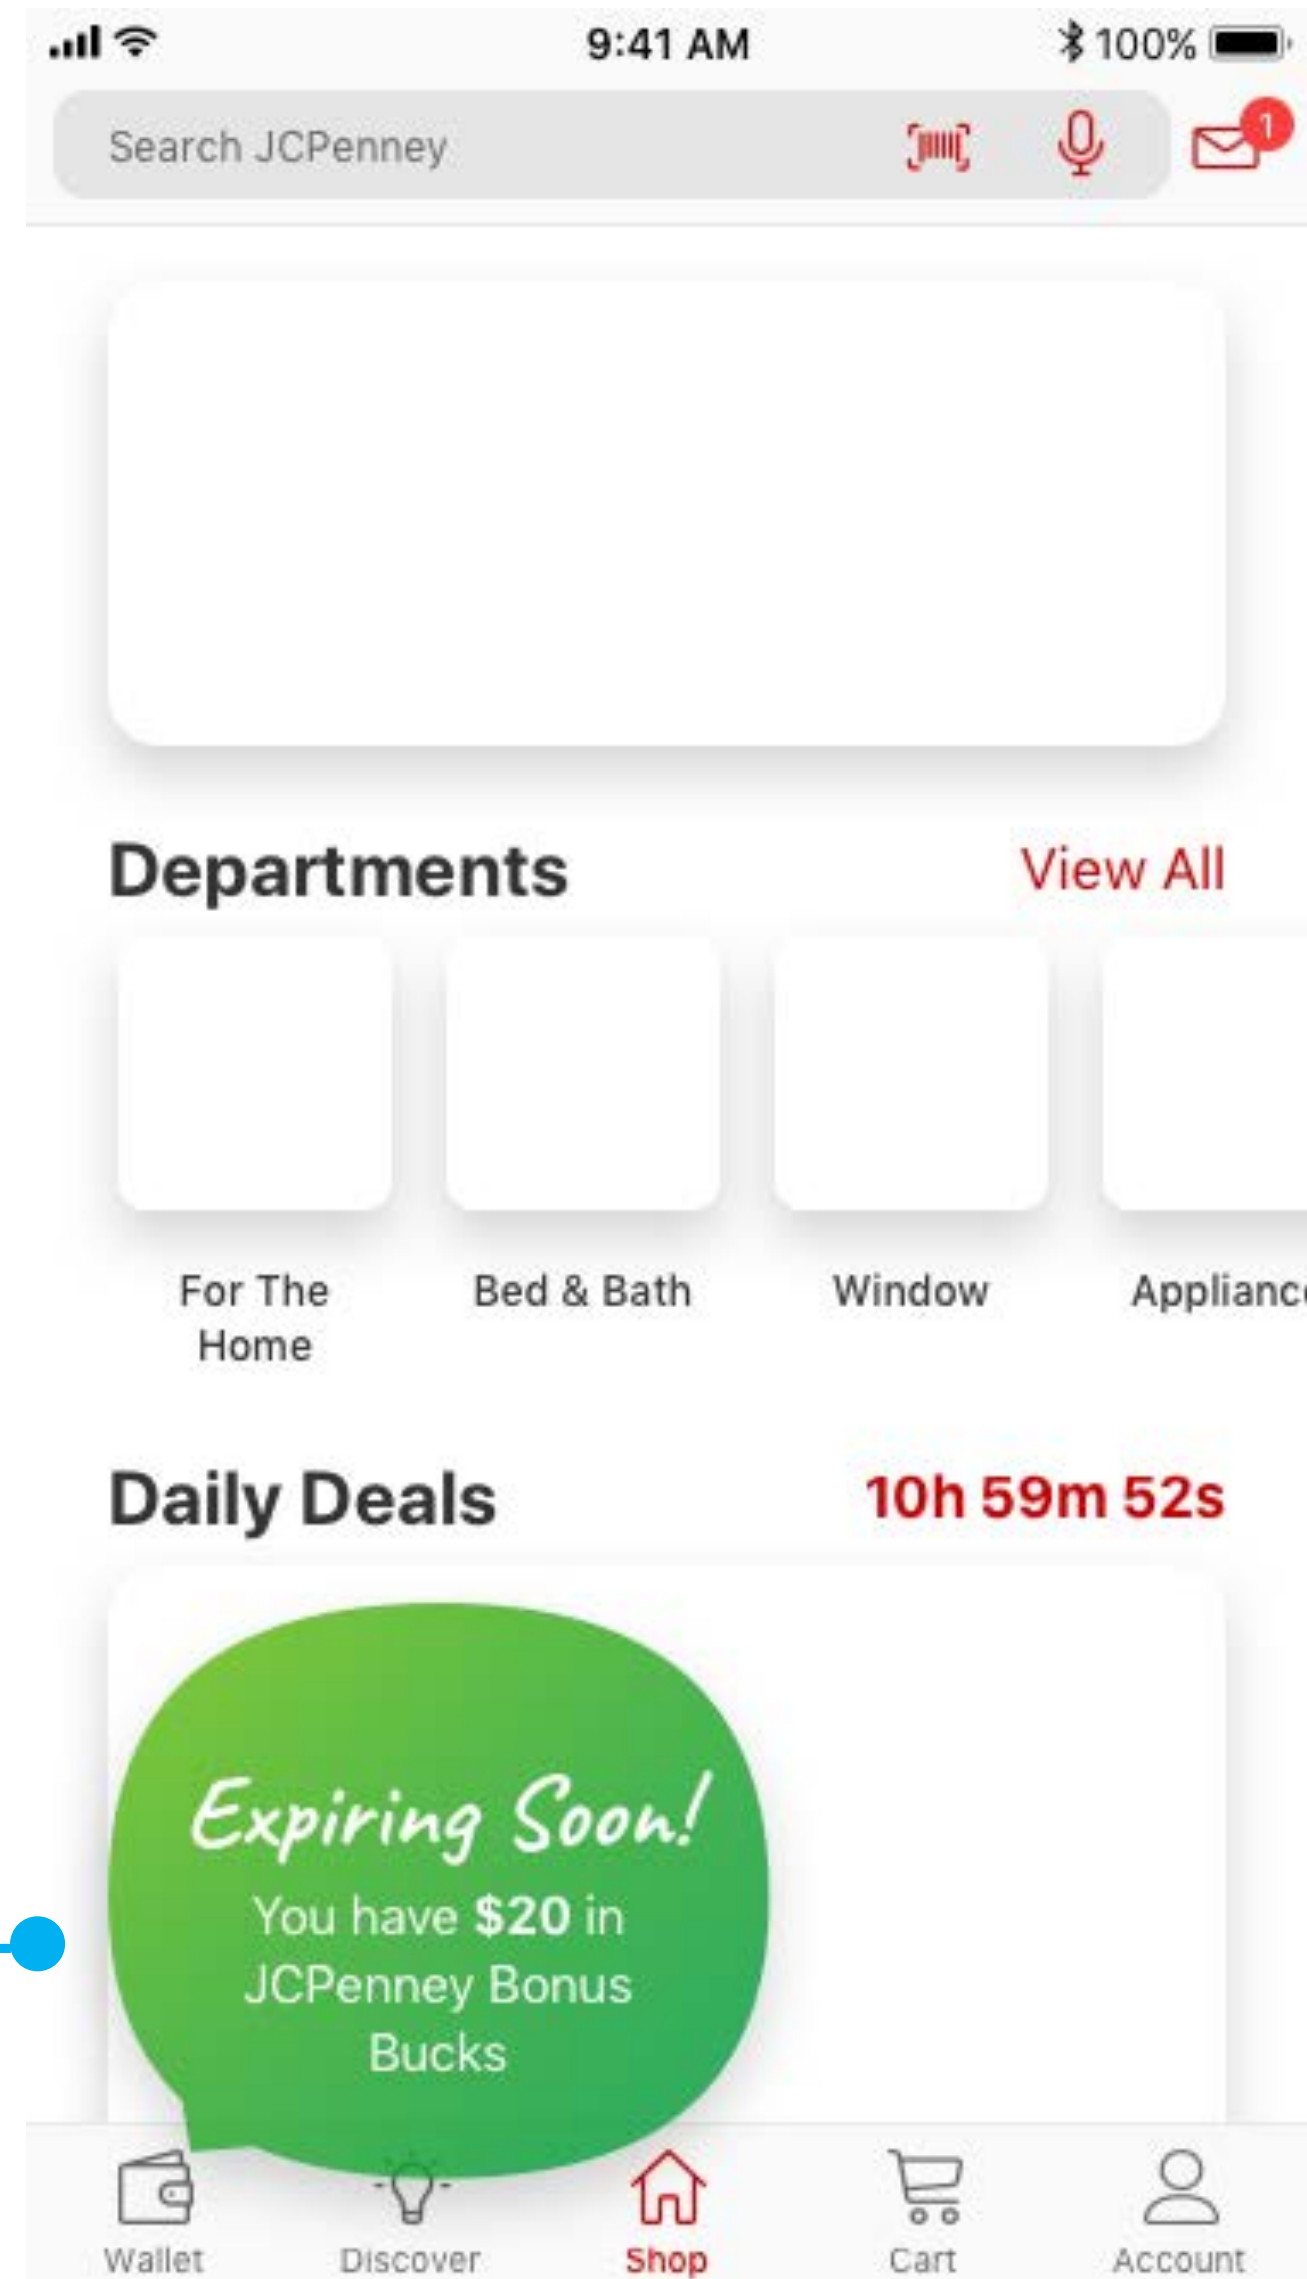 9:41 AM
100%
Search JCPenney
1
Departments
View All
For The
Home
Bed & Bath
Window
Appliance
Daily Deals
10h 59m 52s
Expiring Soon!
You have $20 in
JCPenney Bonus
Bucks
Wallet
Discover
Shop
Cart
Account